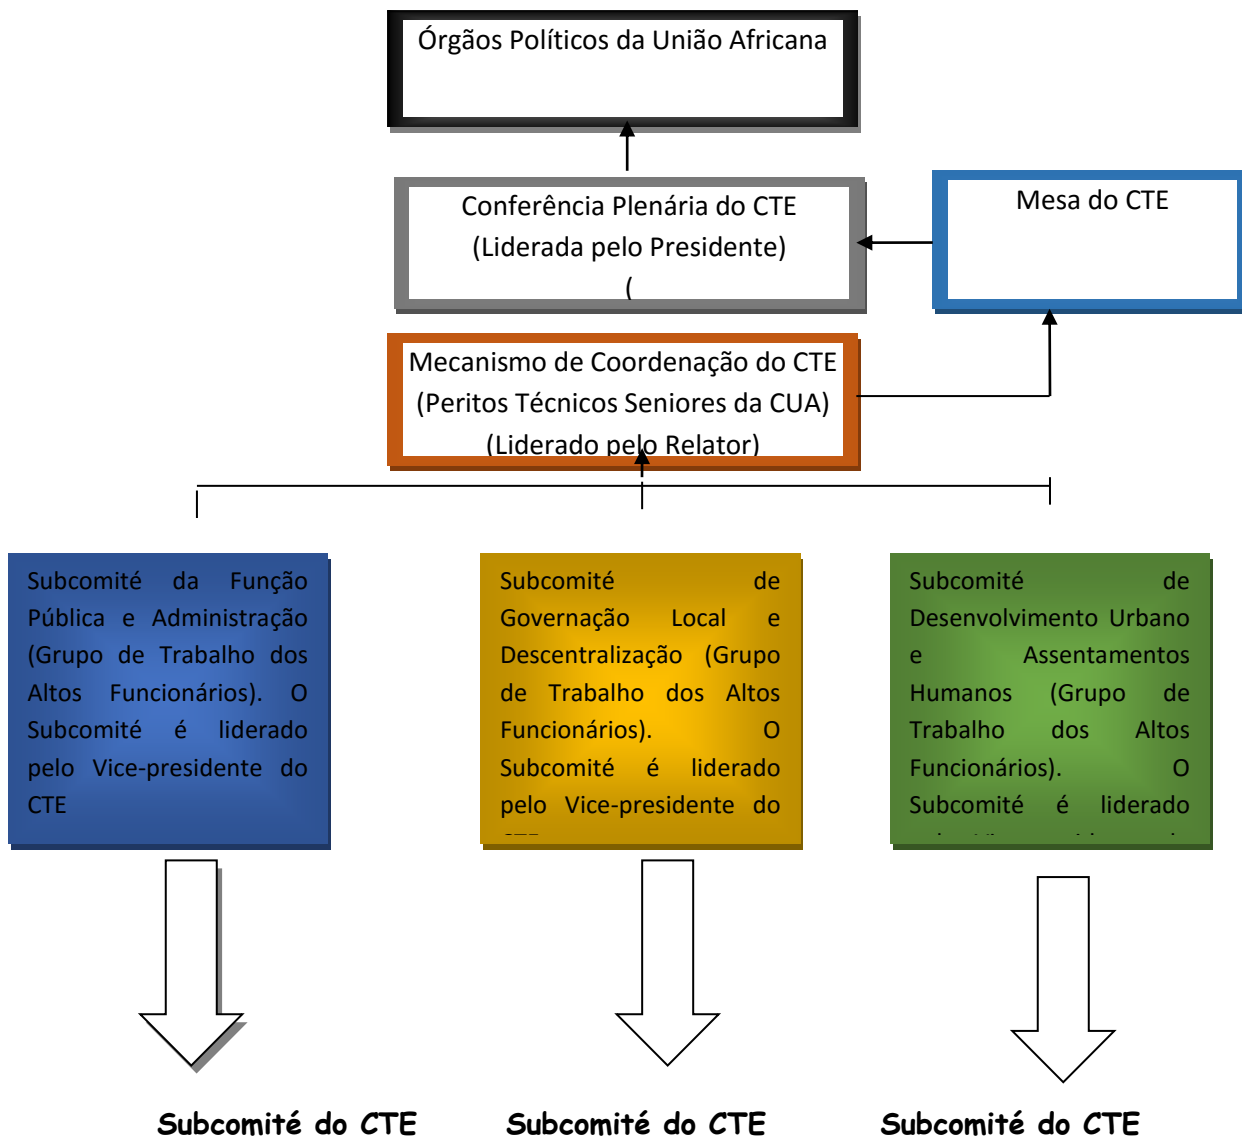 Órgãos Políticos da União Africana
Conferência Plenária do CTE
(Liderada pelo Presidente)
(
Mesa do CTE
Mecanismo de Coordenação do CTE
(Peritos Técnicos Seniores da CUA)
(Liderado pelo Relator)
Subcomité da Função
Pública e Administração
(Grupo de Trabalho dos
Altos Funcionários). O
Subcomité é liderado
pelo Vice-presidente do
CTE
Subcomité de
Governação Local e
Descentralização (Grupo
de Trabalho dos Altos
Funcionários). O
Subcomité é liderado
pelo Vice-presidente do
Subcomité de
Desenvolvimento Urbano
e Assentamentos
Humanos (Grupo de
Trabalho dos Altos
Funcionários). O
Subcomité é liderado
Subcomité do CTE
Subcomité do CTE
Subcomité do CTE